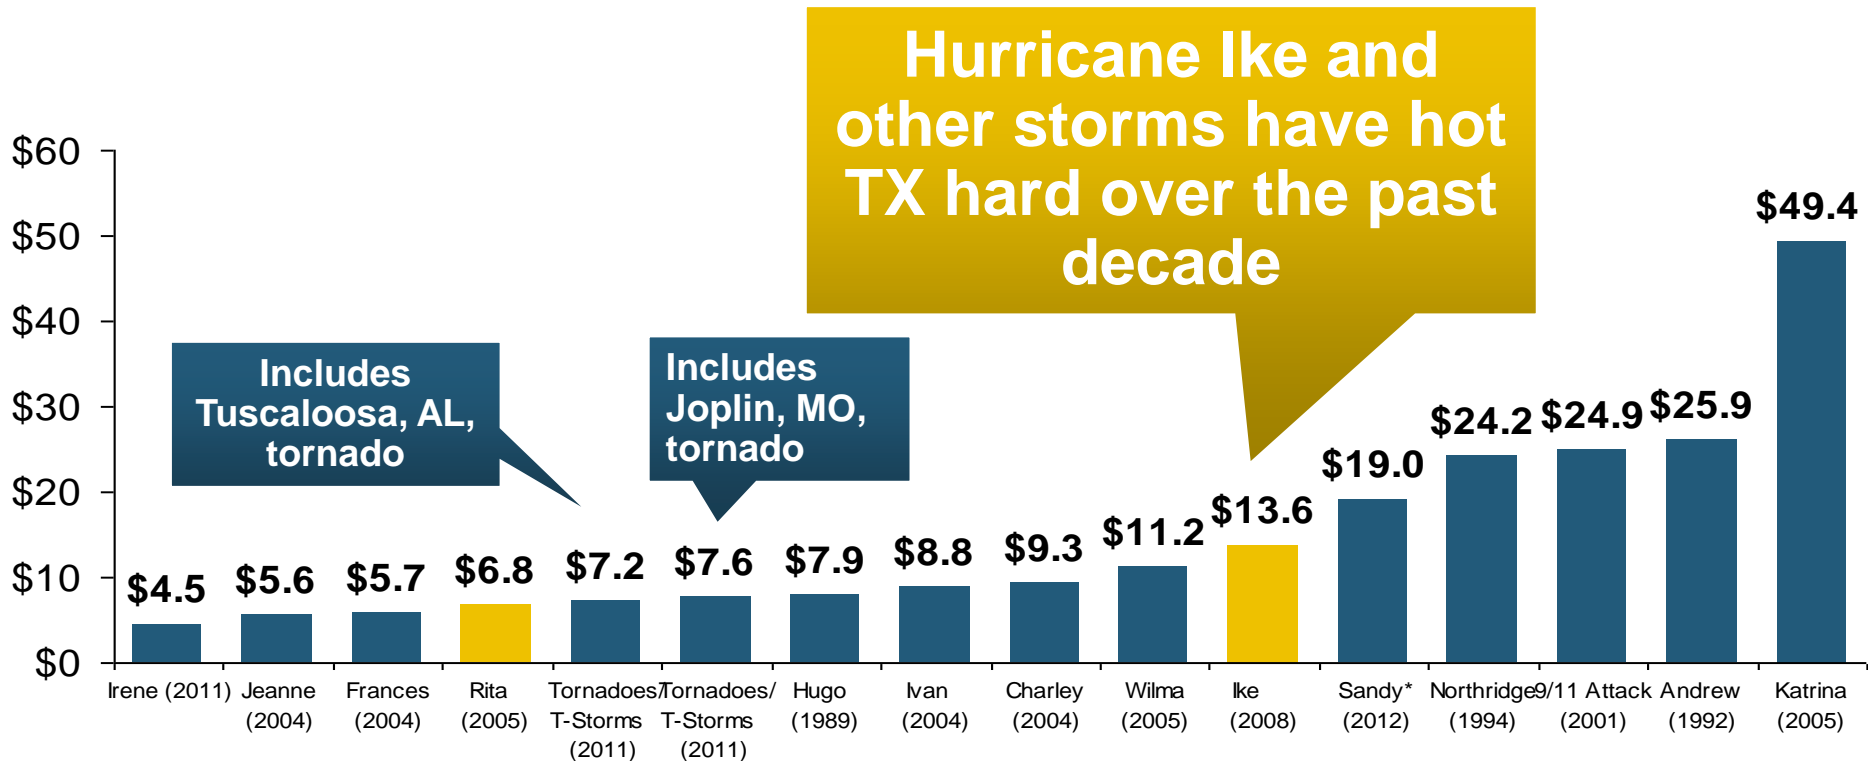 Hurricane Ike and
other storms have hot
TX hard over the past
decade
$60
$50
$40
$30
$20
$10
$0
Includes
Tuscaloosa, AL,
tornado
Includes
Joplin, MO,
tornado
$4.5
$5.6
$5.7
$6.8
$7.2
$7.6
$7.9
$8.8
$9.3
$11.2
$13.6
$19.0
$24.2
$24.9
$25.9
$49.4
Irene (2011)
Jeanne
(2004)
Frances
(2004)
Rita
(2005)
Tornadoes/
T-Storms
(2011)
Tornadoes/
T-Storms
(2011)
Hugo
(1989)
Ivan
(2004)
Charley
(2004)
Wilma
(2005)
Ike
(2008)
Sandy*
(2012)
Northridge
(1994)
9/11 Attack
(2001)
Andrew
(1992)
Katrina
(2005)